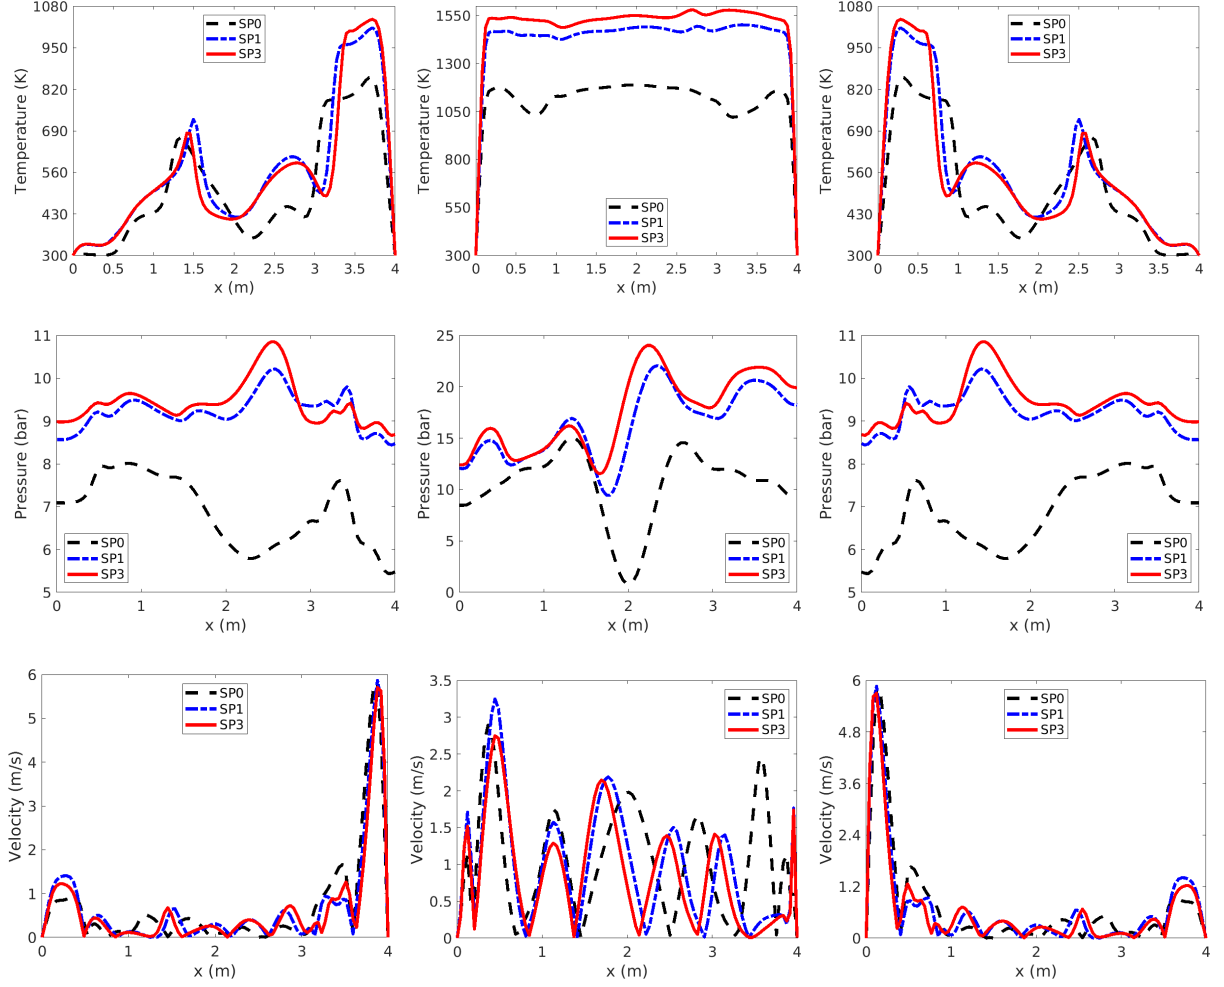 Temperature (K)
1080
950
820
690
560
430
300
SP0
SP1
SP3
0 0.5 1 1.5 2 2.5 3 3.5 4
x (m)
Temperature (K)
1550
1300
1050
800
550
300
SP0
SP1
SP3
0 0.5 1 1.5 2 2.5 3 3.5 4
x (m)
Temperature (K)
1080
950
820
690
560
430
300
SP0
SP1
SP3
0 0.5 1 1.5 2 2.5 3 3.5 4
x (m)
Pressure (bar)
11
10
9
8
7
6
5
SP0
SP1
SP3
0 1 2 3 4
x (m)
Pressure (bar)
25
20
15
10
5
0
SP0
SP1
SP3
0 1 2 3 4
x (m)
Pressure (bar)
11
10
9
8
7
6
5
SP0
SP1
SP3
0 1 2 3 4
x (m)
Velocity (m/s)
6
5
4
3
2
1
0
SP0
SP1
SP3
0 1 2 3 4
x (m)
Velocity (m/s)
3.5
3
2.5
2
1.5
1
0.5
0
SP0
SP1
SP3
0 1 2 3 4
x (m)
Velocity (m/s)
6
4.8
3.6
2.4
1.2
0
SP0
SP1
SP3
0 1 2 3 4
x (m)